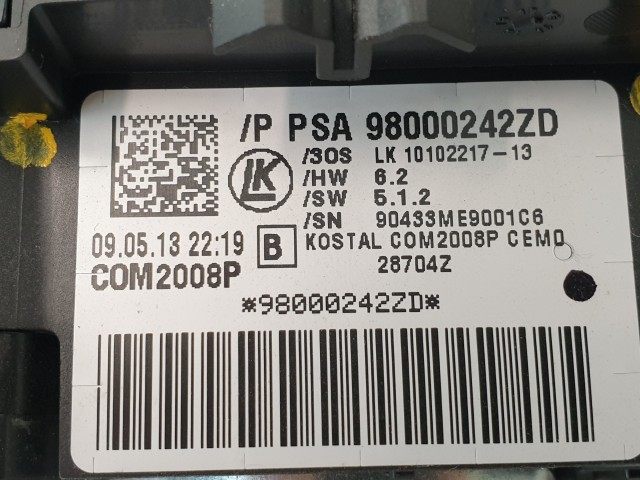 /P PSA 98000242ZD
/3OS LK 10102217-13
LK
/HW 6.2
/SW 5.1.2
/SN 90433ME9001C6
09.05.13 22:19 B KOSTAL COM2008P CEMO
COM2008P 28704Z
*98000242ZD*